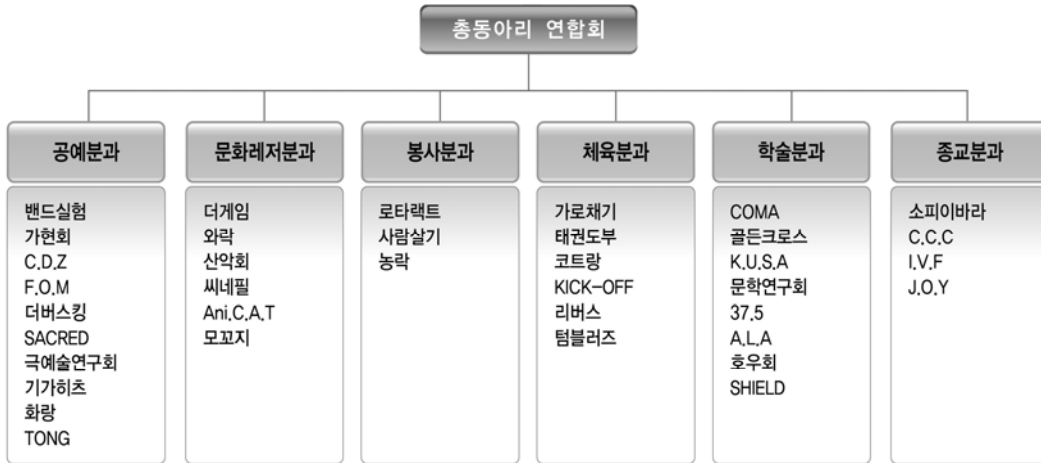 총동아리 연합회
공예분과
밴드실험
가현회
C.D.Z
F.O.M
더버스킹
SACRED
극예술연구회
기가히츠
화랑
TONG
문화레저분과
더게임
와락
산악회
씨네필
Ani.C.A.T
모꼬지
봉사분과
로타랙트
사람살기
농락
체육분과
가로채기
태권도부
코트랑
KICK-OFF
리버스
텀블러즈
학술분과
COMA
골든크로스
K.U.S.A
문학연구회
37.5
A.L.A
호우회
SHIELD
종교분과
소피이바라
C.C.C
I.V.F
J.O.Y